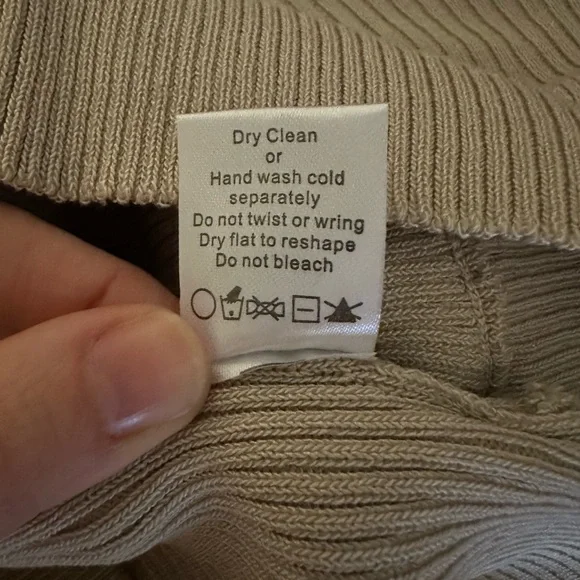 Dry Clean
or
Hand wash cold
separately
Do not twist or wring
Dry flat to reshape
Do not bleach